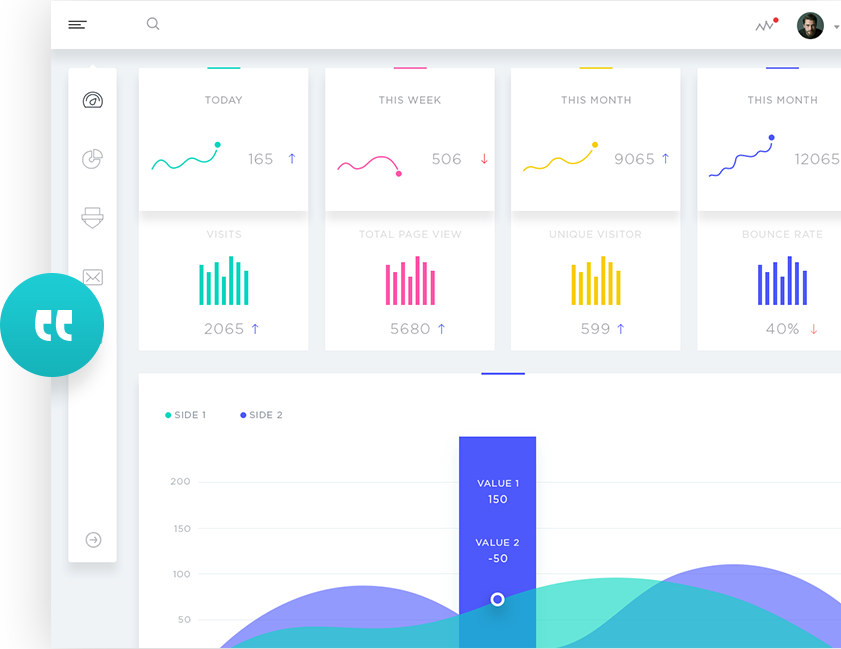 TODAY
165
THIS WEEK
506
THIS MONTH
9065
THIS MONTH
12065
VISITS
2065
TOTAL PAGE VIEW
5680
UNIQUE VISITOR
599
BOUNCE RATE
40%
SIDE 1
SIDE 2
200
150
100
50
VALUE 1
150
VALUE 2
-50